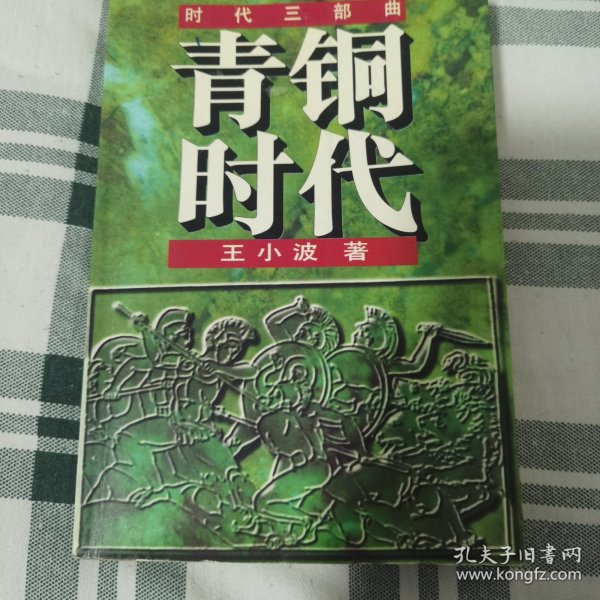 时代三部曲
青铜
时代
王小波 著
孔夫子旧书网
www.kongfz.com